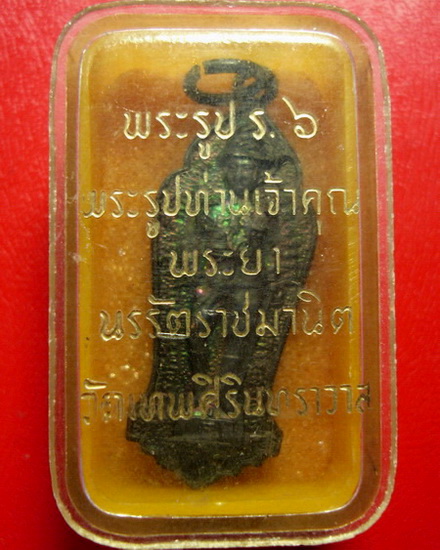 พระรูป ร. ๖
พระรูปท่านเจ้าคุณ
พระยา
นรรัตราชมานิต
วัดเทพศิรินทราวาส